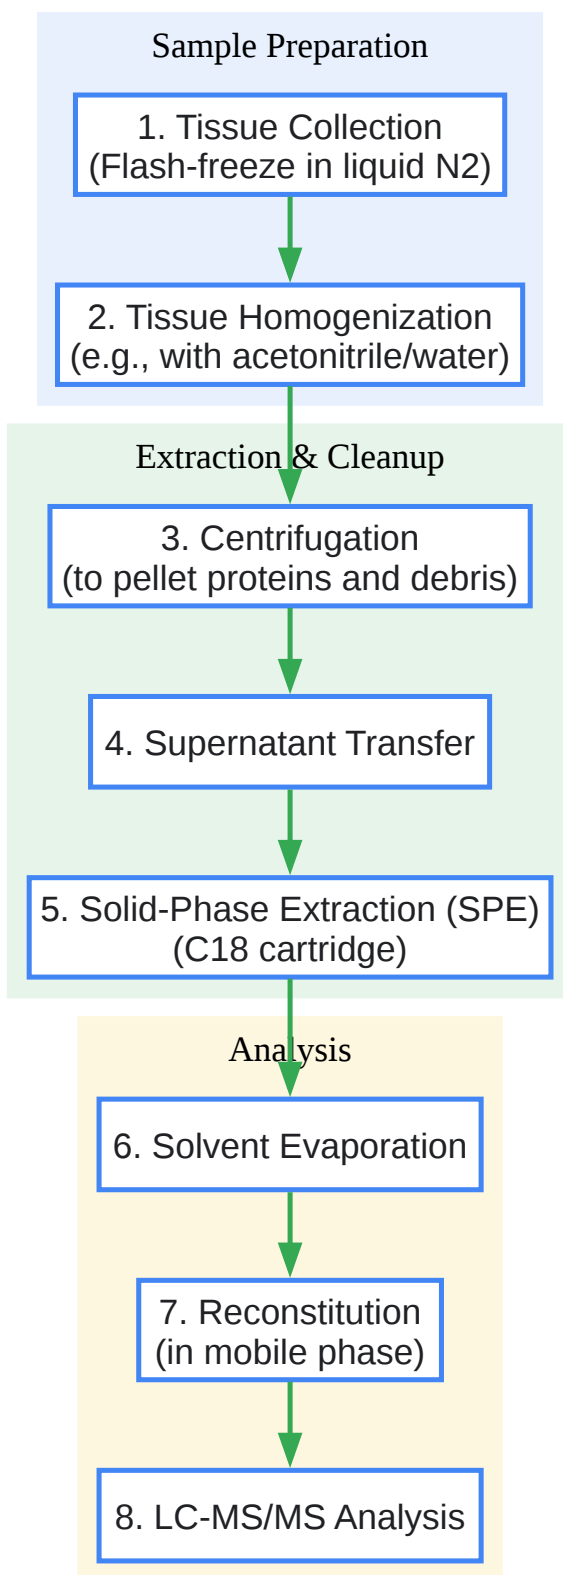 Sample Preparation
1. Tissue Collection
(Flash-freeze in liquid N2)
2. Tissue Homogenization
(e.g., with acetonitrile/water)
Extraction & Cleanup
3. Centrifugation
(to pellet proteins and debris)
4. Supernatant Transfer
5. Solid-Phase Extraction (SPE)
(C18 cartridge)
Analysis
6. Solvent Evaporation
7. Reconstitution
(in mobile phase)
8. LC-MS/MS Analysis